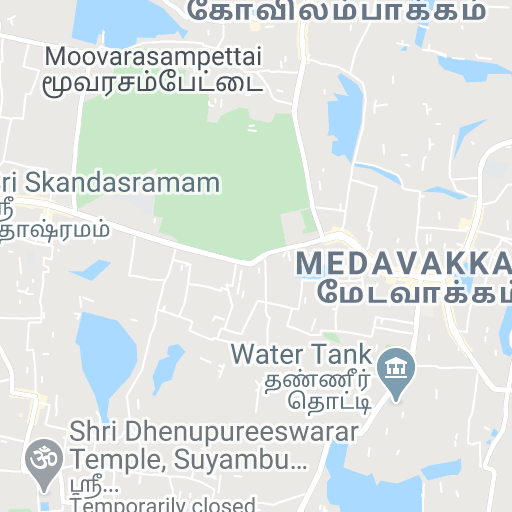 கோவிலம்பாக்கம்
Moovarasampettai
மூவரசம்பேட்டை
ri Skandasramam
ஸ்ரீ
தாஷ்ரமம்
MEDAVAKKA
மேடவாக்கம்
Water Tank
தண்ணீர்
தொட்டி
Shri Dhenupureeswarar
Temple, Suyambu...
ஸ்ரீ...
Temporarily closed